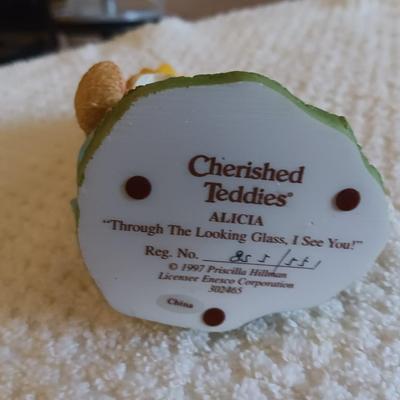 Cherished
Teddies®
ALICIA
"Through The Looking Glass, I See You!"
Reg. No.
© 1997 Priscilla Hillman
Licensee Enesco Corporation
302465
China